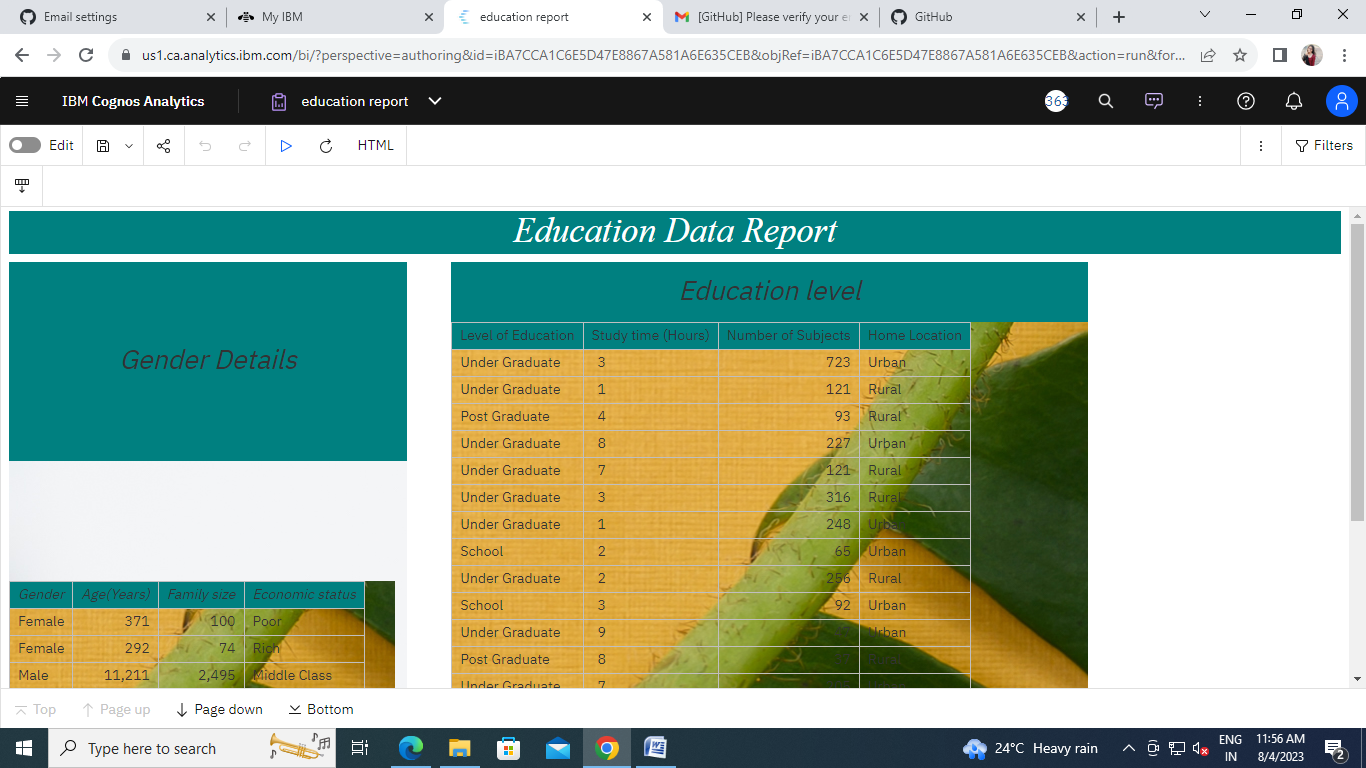 Email settings
My IBM
education report
[GitHub] Please verify your e
GitHub
us1.ca.analytics.ibm.com/bi/?perspective=authoring&id=iBA7CCA1C6E5D47E8867A581A6E635CEB&objRef=iBA7CCA1C6E5D47E8867A581A6E635CEB&action=run&for...
IBM Cognos Analytics education report 363
Edit HTML Filters
Education Data Report
Gender Details
Gender Age(Years) Family size Economic status
Female 371 100 Poor
Female 292 74 Rich
Male 11,211 2,495 Middle Class
Education level
Level of Education Study time (Hours) Number of Subjects Home Location
Under Graduate 3 723 Urban
Under Graduate 1 121 Rural
Post Graduate 4 93 Rural
Under Graduate 8 227 Urban
Under Graduate 7 121 Rural
Under Graduate 3 316 Rural
Under Graduate 1 248 Urban
School 2 65 Urban
Under Graduate 2 256 Rural
School 3 92 Urban
Under Graduate 9 Urban
Post Graduate 8 Rural
Under Graduate 7 Urban
Top Page up Page down Bottom
Type here to search
24°C Heavy rain
ENG
IN
11:56 AM
8/4/2023
2